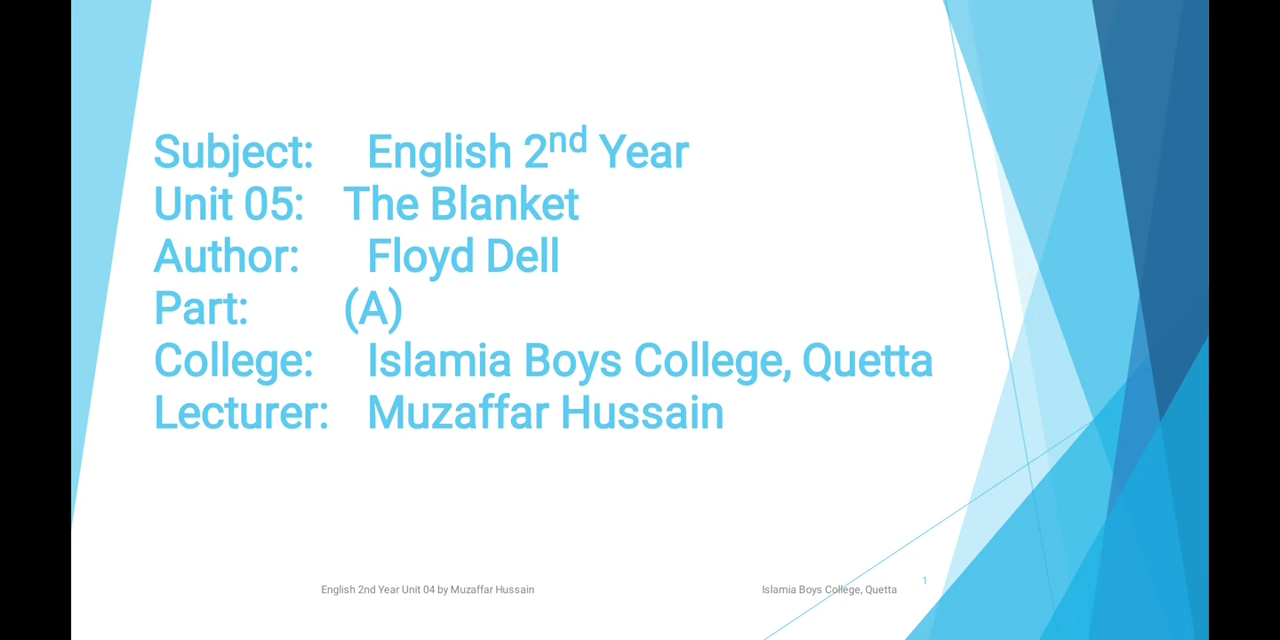 Subject: English 2nd Year
Unit 05: The Blanket
Author: Floyd Dell
Part: (A)
College: Islamia Boys College, Quetta
Lecturer: Muzaffar Hussain
English 2nd Year Unit 04 by Muzaffar Hussain
Islamia Boys College, Quetta
1